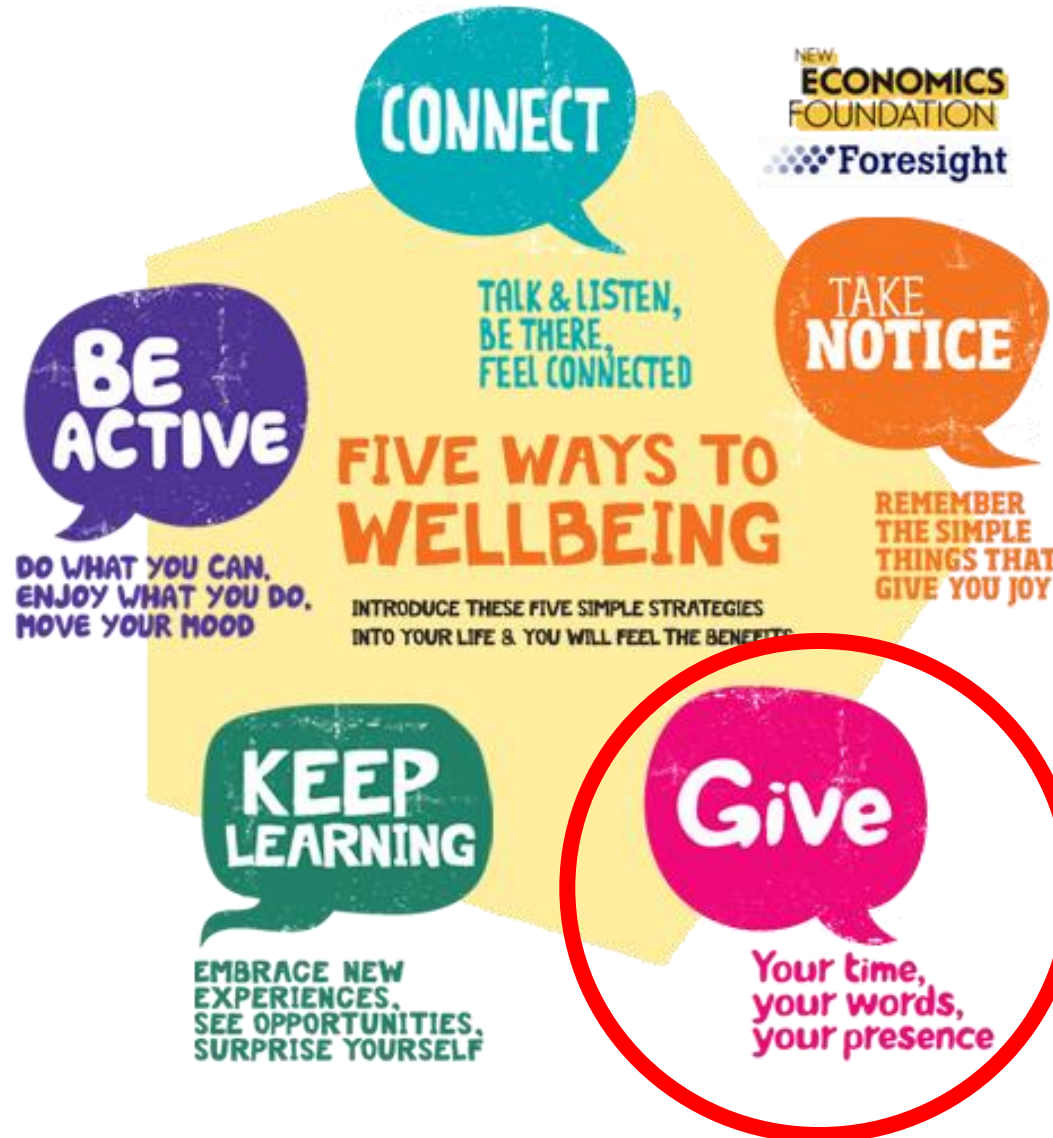 CONNECT
NEW
ECONOMICS
FOUNDATION
Foresight
TALK & LISTEN,
BE THERE,
FEEL CONNECTED
TAKE
NOTICE
REMEMBER
THE SIMPLE
THINGS THAT
GIVE YOU JOY
BE
ACTIVE
DO WHAT YOU CAN,
ENJOY WHAT YOU DO,
MOVE YOUR MOOD
FIVE WAYS TO
WELLBEING
INTRODUCE THESE FIVE SIMPLE STRATEGIES
INTO YOUR LIFE & YOU WILL FEEL THE BENEFITS
KEEP
LEARNING
EMBRACE NEW
EXPERIENCES,
SEE OPPORTUNITIES,
SURPRISE YOURSELF
Give
Your time,
your words,
your presence